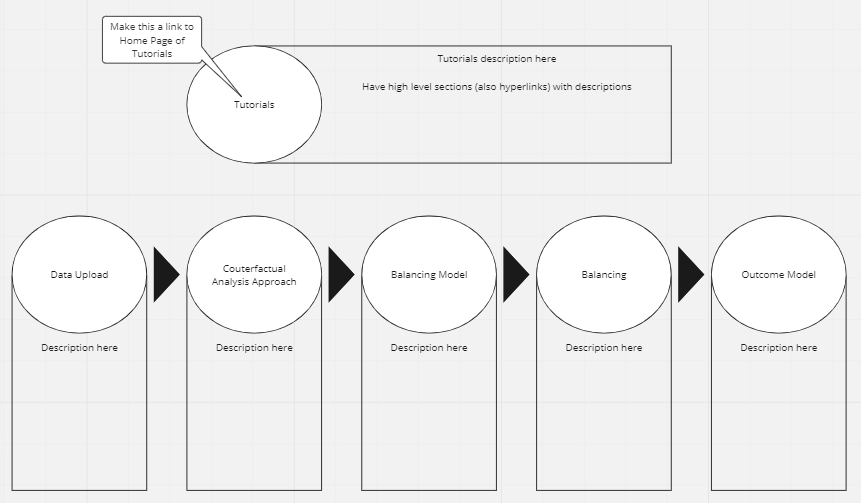 Make this a link to
Home Page of
Tutorials
Tutorials description here
Have high level sections (also hyperlinks) with descriptions
Tutorials
Data Upload
Couterfactual
Analysis Approach
Balancing Model
Balancing
Outcome Model
Description here
Description here
Description here
Description here
Description here